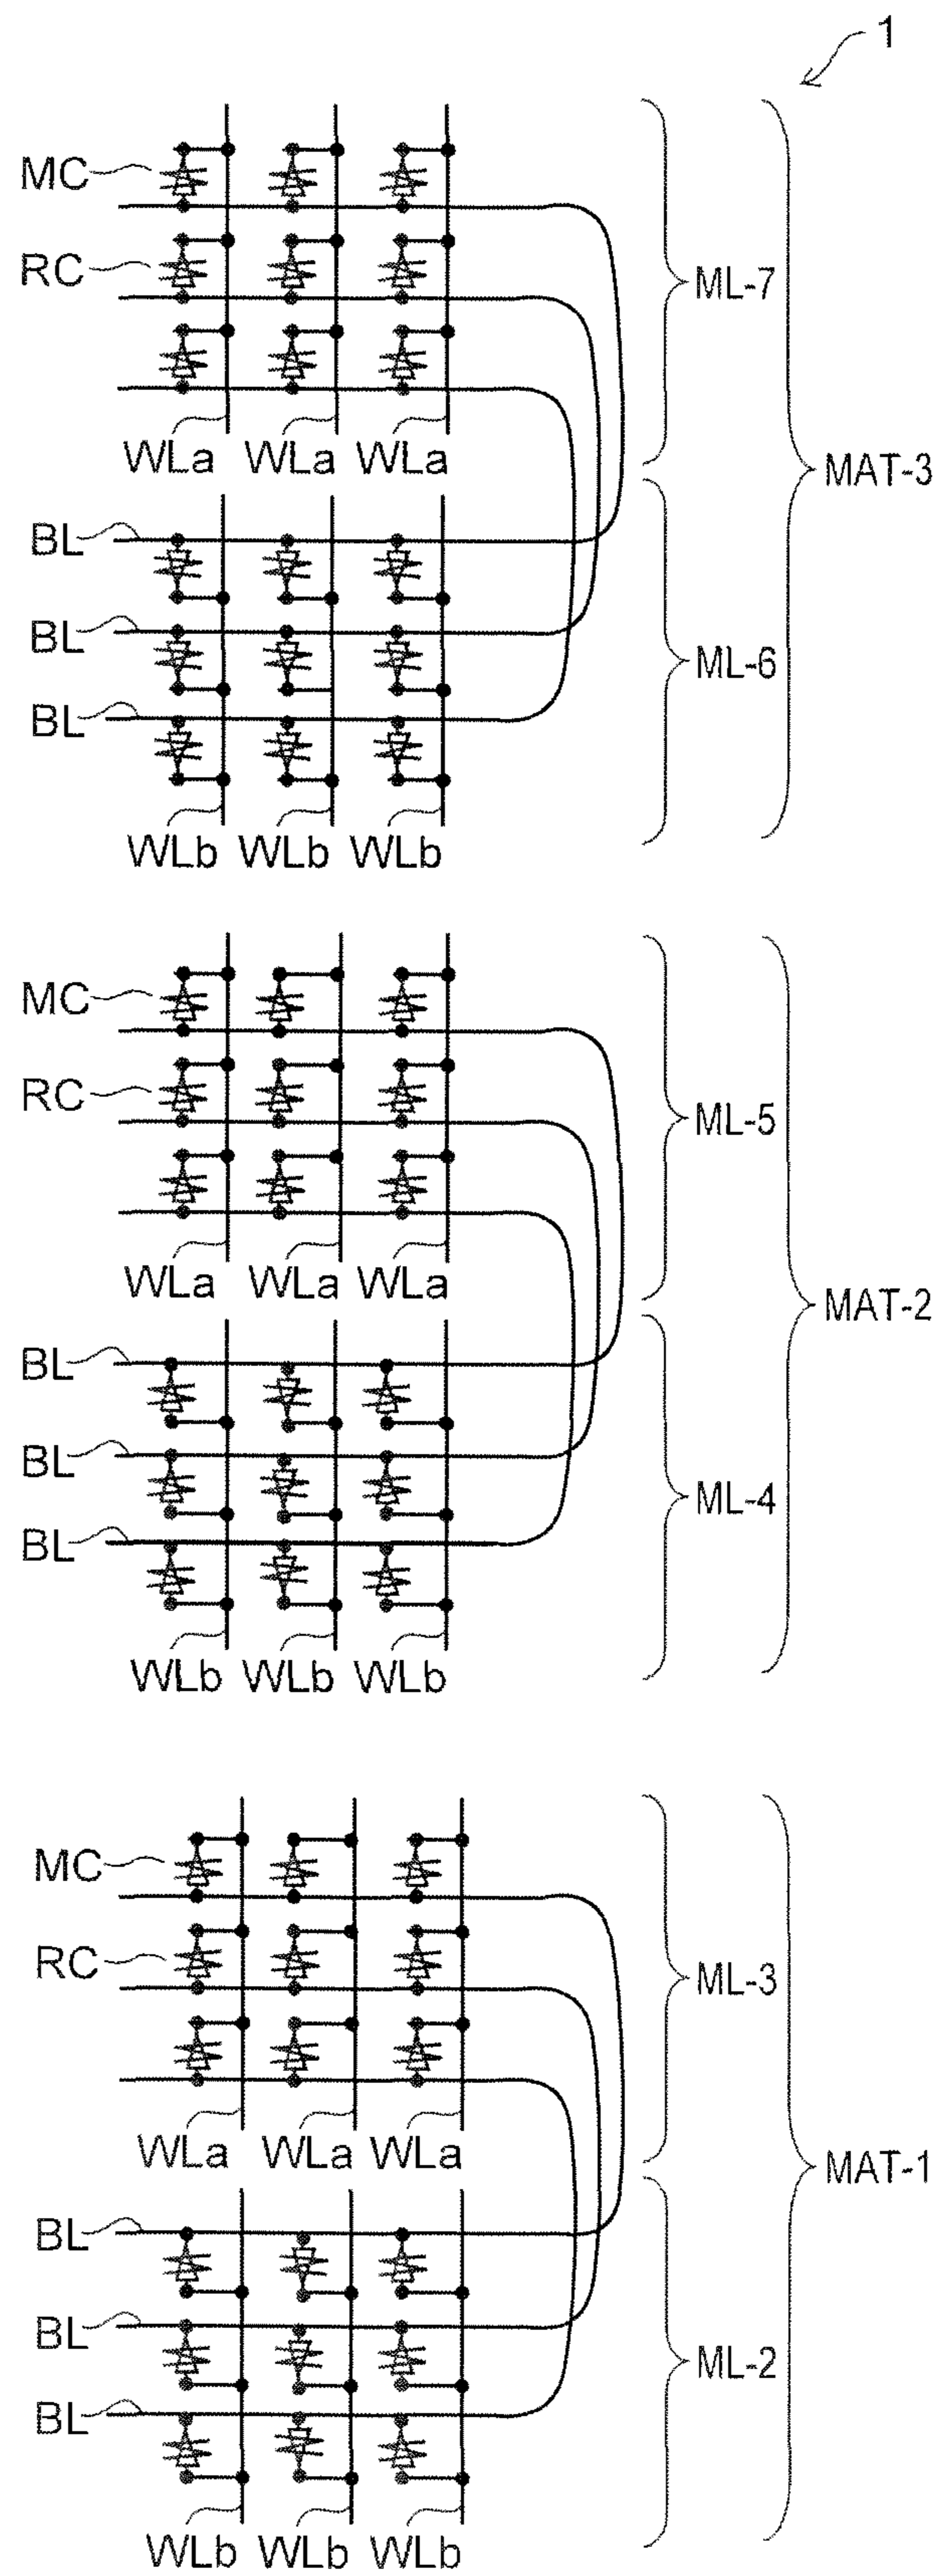 1
MC
RC
ML-7
WLa WLa WLa
MAT-3
BL
BL
ML-6
BL
WLb WLb WLb
MC
RC
ML-5
WLa WLa WLa
MAT-2
BL
BL
ML-4
BL
WLb WLb WLb
MC
RC
ML-3
WLa WLa WLa
MAT-1
BL
BL
ML-2
BL
WLb WLb WLb